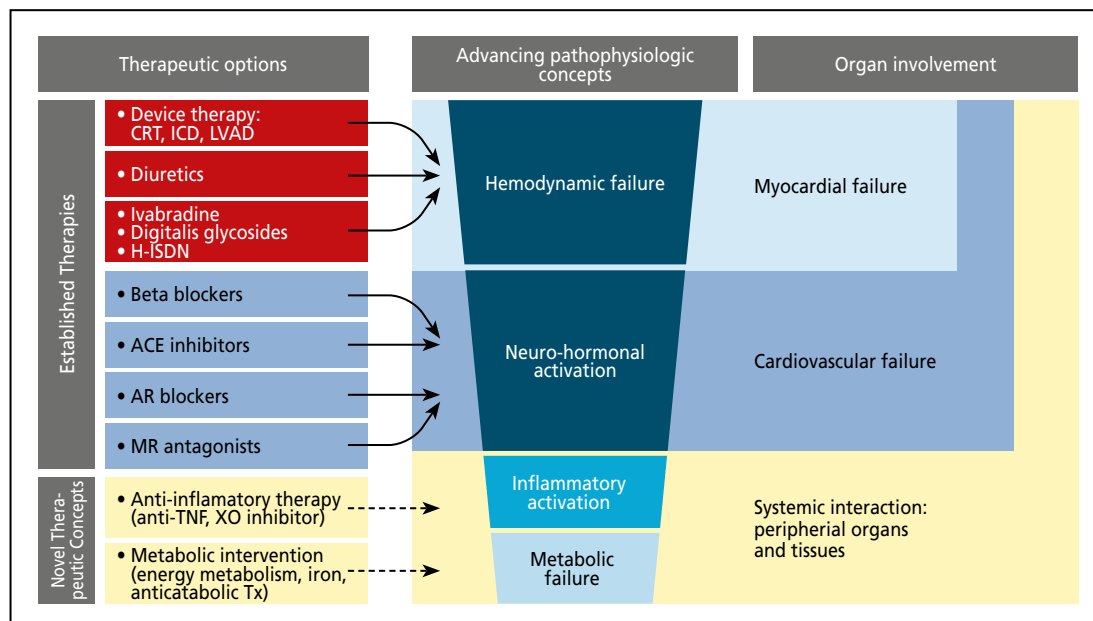 Therapeutic options
Advancing pathophysiologic
concepts
Organ involvement
Established Therapies
• Device therapy:
CRT, ICD, LVAD
• Diuretics
• Ivabradine
• Digitalis glycosides
• H-ISDN
• Beta blockers
• ACE inhibitors
• AR blockers
• MR antagonists
Hemodynamic failure
Myocardial failure
Neuro-hormonal
activation
Cardiovascular failure
Novel Thera-
peutic Concepts
• Anti-inflamatory therapy
(anti-TNF, XO inhibitor)
• Metabolic intervention
(energy metabolism, iron,
anticatabolic Tx)
Inflammatory
activation
Metabolic
failure
Systemic interaction:
peripherial organs
and tissues